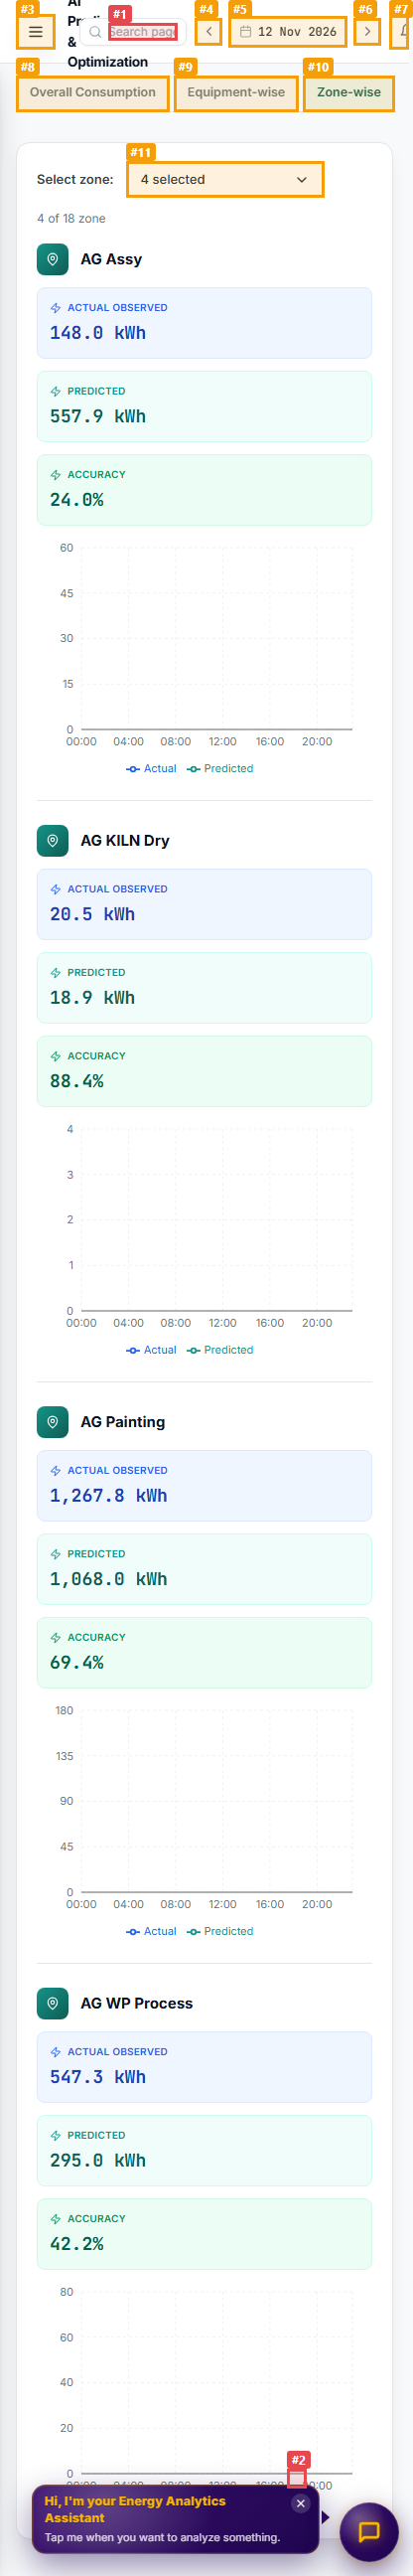 #3
#1
#4
#5
#6
#7
AI
&
Optimization
Search page
12 Nov 2026
#8
#9
#10
Overall Consumption
Equipment-wise
Zone-wise
#11
Select zone:
4 selected
4 of 18 zone
AG Assy
ACTUAL OBSERVED
148.0 kWh
PREDICTED
557.9 kWh
ACCURACY
24.0%
60
45
30
15
0
00:00 04:00 08:00 12:00 16:00 20:00
Actual Predicted
AG KILN Dry
ACTUAL OBSERVED
20.5 kWh
PREDICTED
18.9 kWh
ACCURACY
88.4%
4
3
2
1
0
00:00 04:00 08:00 12:00 16:00 20:00
Actual Predicted
AG Painting
ACTUAL OBSERVED
1,267.8 kWh
PREDICTED
1,068.0 kWh
ACCURACY
69.4%
180
135
90
45
0
00:00 04:00 08:00 12:00 16:00 20:00
Actual Predicted
AG WP Process
ACTUAL OBSERVED
547.3 kWh
PREDICTED
295.0 kWh
ACCURACY
42.2%
80
60
40
20
0
#2
Hi, I'm your Energy Analytics
Assistant
Tap me when you want to analyze something.